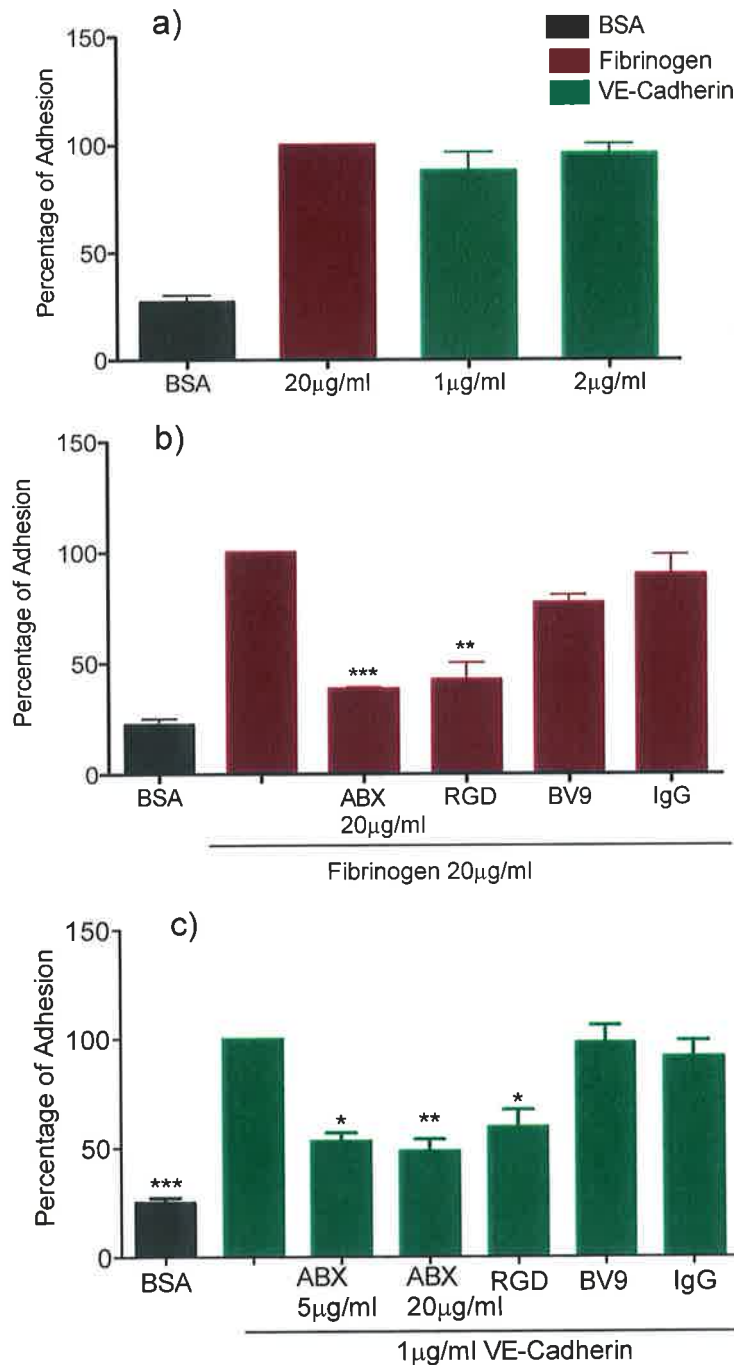 a)
BSA
Fibrinogen
VE-Cadherin
Percentage of Adhesion
150
100
50
0
BSA 20µg/ml 1µg/ml 2µg/ml
b)
Percentage of Adhesion
150
100
50
0
BSA - ABX RGD BV9 IgG
20µg/ml
*** **
Fibrinogen 20µg/ml
c)
Percentage of Adhesion
150
100
50
0
*** * ** *
BSA - ABX ABX RGD BV9 IgG
5µg/ml 20µg/ml
1µg/ml VE-Cadherin